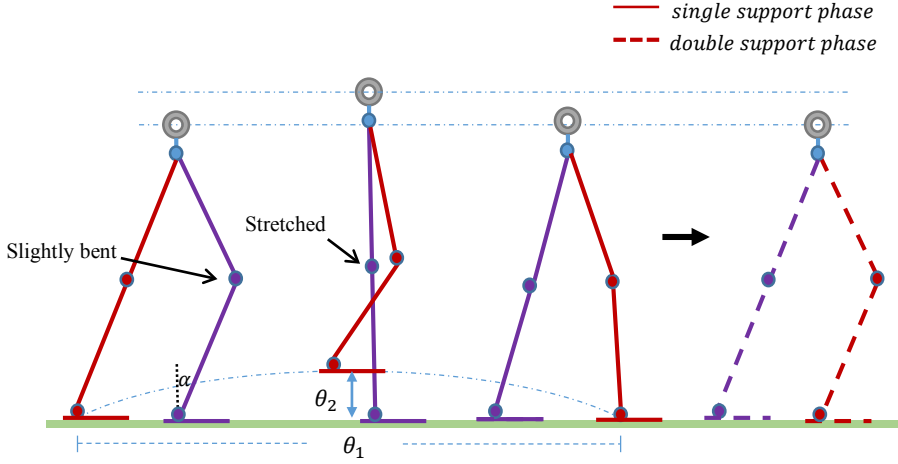 single support phase
double support phase
Stretched
Slightly bent
α
θ2
θ1